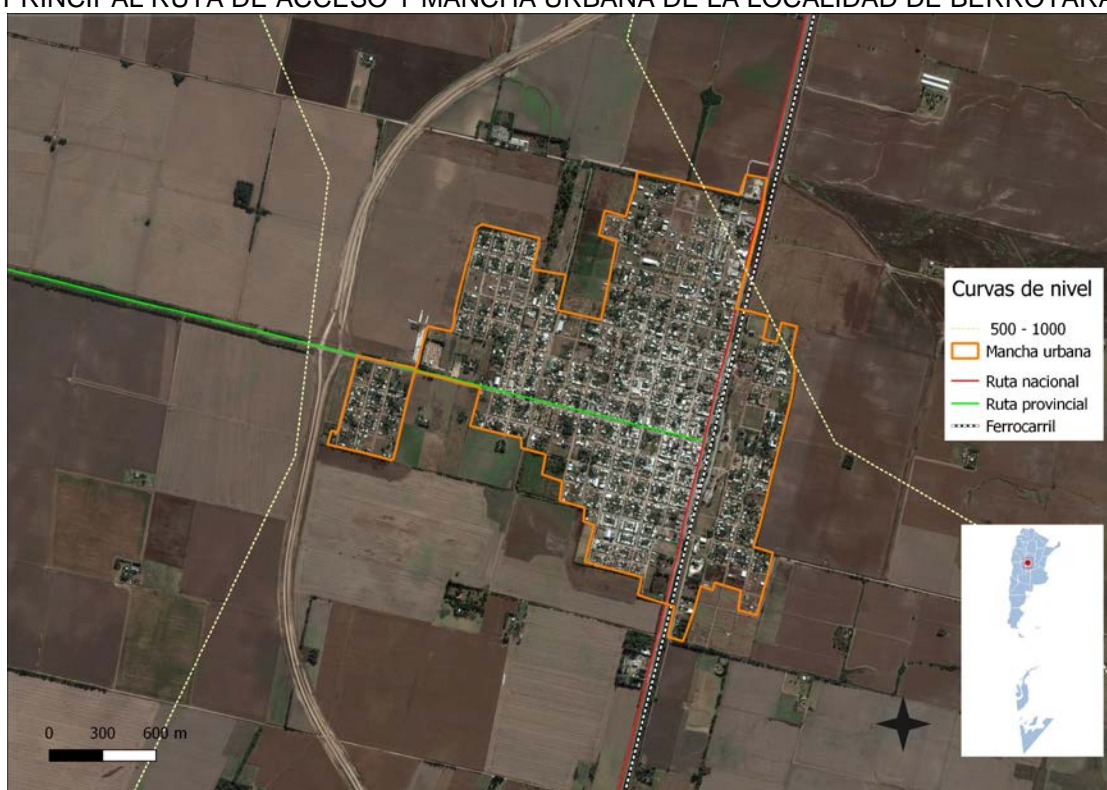 PRINCIPAL RUTA DE ACCESO Y MANCHA URBANA DE LA LOCALIDAD DE BERROTARA
Curvas de nivel
500 - 1000
Mancha urbana
Ruta nacional
Ruta provincial
Ferrocarril
0 300 600 m